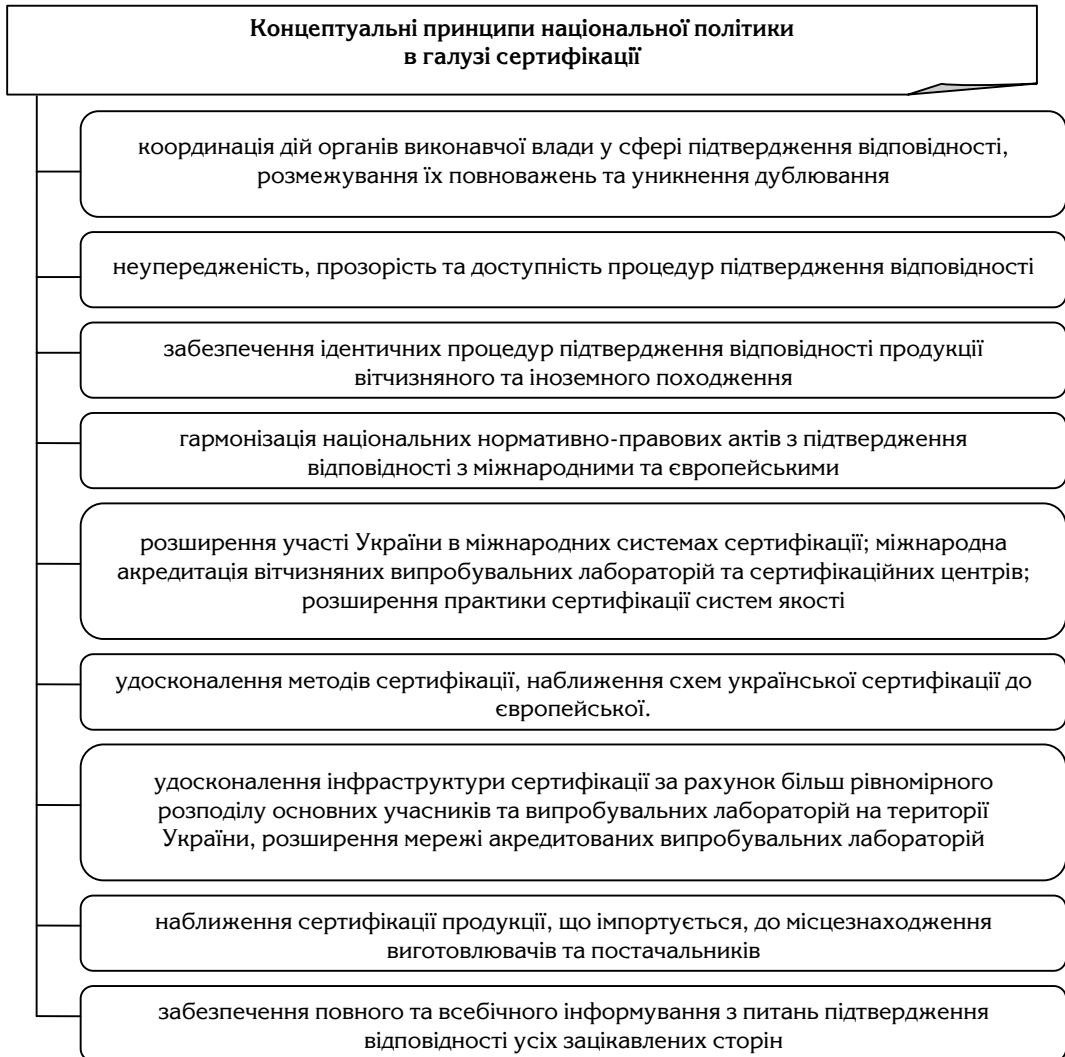 Концептуальні принципи національної політики
в галузі сертифікації
координація дій органів виконавчої влади у сфері підтвердження відповідності,
розмежування їх повноважень та уникнення дублювання
неупередженість, прозорість та доступність процедур підтвердження відповідності
забезпечення ідентичних процедур підтвердження відповідності продукції
вітчизняного та іноземного походження
гармонізація національних нормативно-правових актів з підтвердження
відповідності з міжнародними та європейськими
розширення участі України в міжнародних системах сертифікації; міжнародна
акредитація вітчизняних випробувальних лабораторій та сертифікаційних центрів;
розширення практики сертифікації систем якості
удосконалення методів сертифікації, наближення схем української сертифікації до
європейської.
удосконалення інфраструктури сертифікації за рахунок більш рівномірного
розподілу основних учасників та випробувальних лабораторій на території
України, розширення мережі акредитованих випробувальних лабораторій
наближення сертифікації продукції, що імпортується, до місцезнаходження
виготовлювачів та постачальників
забезпечення повного та всебічного інформування з питань підтвердження
відповідності усіх зацікавлених сторін